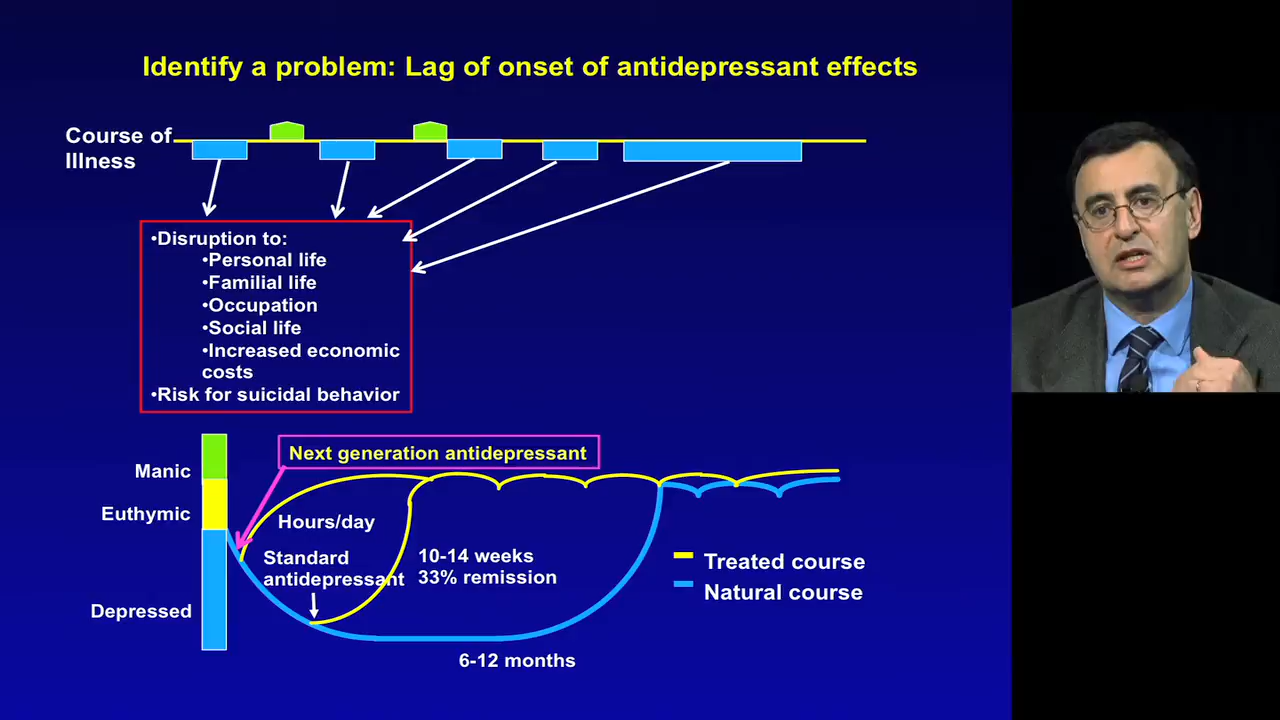 Identify a problem: Lag of onset of antidepressant effects
Course of
Illness
•Disruption to:
•Personal life
•Familial life
•Occupation
•Social life
•Increased economic
costs
•Risk for suicidal behavior
Next generation antidepressant
Manic
Euthymic
Depressed
Hours/day
Standard
antidepressant
10-14 weeks
33% remission
6-12 months
Treated course
Natural course